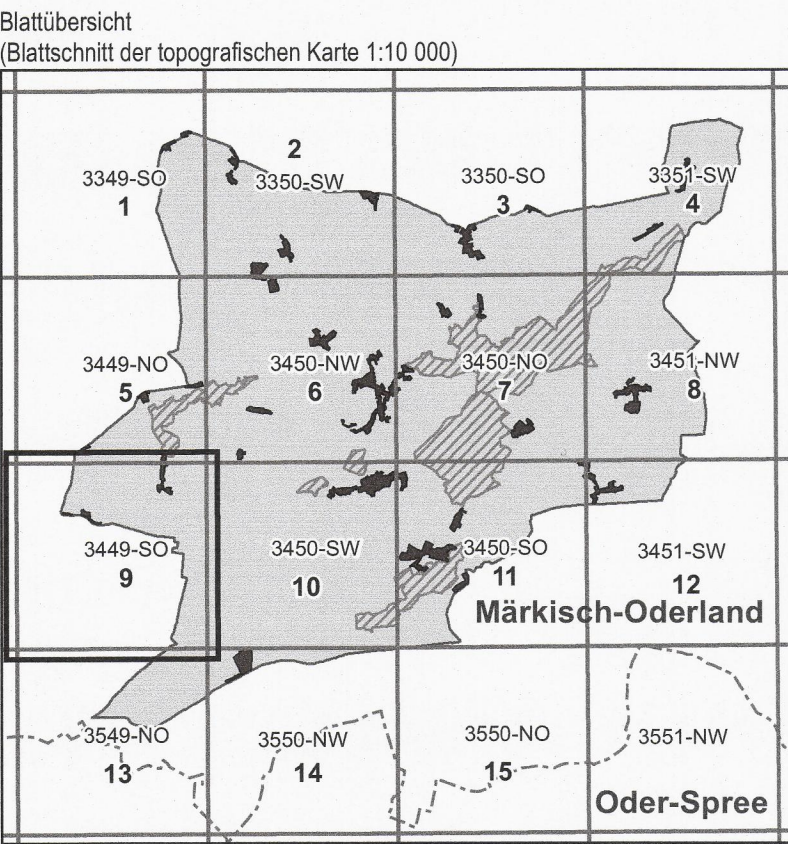 Blattübersicht
(Blattschnitt der topografischen Karte 1:10 000)
2
3349-SO
3350-SW
3350-SO
3351-SW
1
3
4
3449-NO
3450-NW
3450-NO
3451-NW
5
6
7
8
3449-SO
3450-SW
3450-SO
3451-SW
9
10
11
12
Märkisch-Oderland
3549-NO
3550-NW
3550-NO
3551-NW
13
14
15
Oder-Spree